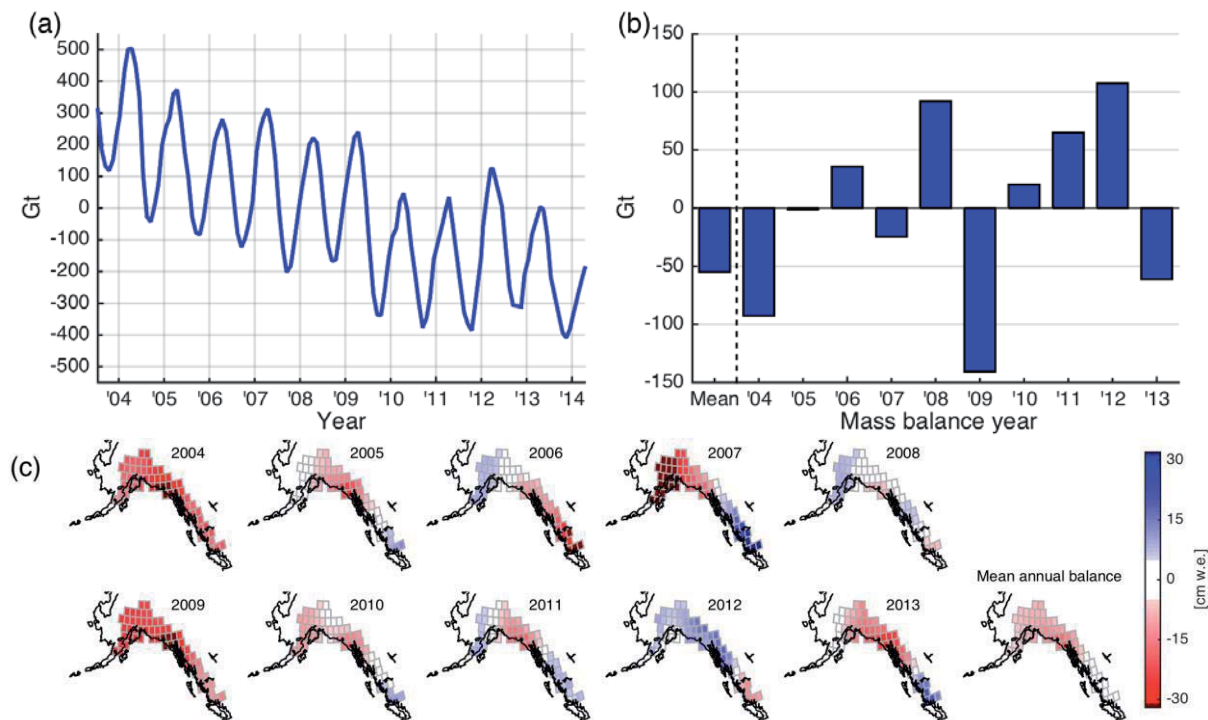 (a)
500
400
300
200
100
0
-100
-200
-300
-400
-500
Gt
'04 '05 '06 '07 '08 '09 '10 '11 '12 '13 '14
Year
(b)
150
100
50
0
-50
-100
-150
Gt
Mean '04 '05 '06 '07 '08 '09 '10 '11 '12 '13
Mass balance year
(c)
2004 2005 2006 2007 2008
2009 2010 2011 2012 2013
Mean annual balance
30
15
0
-15
-30
[cm w.e.]